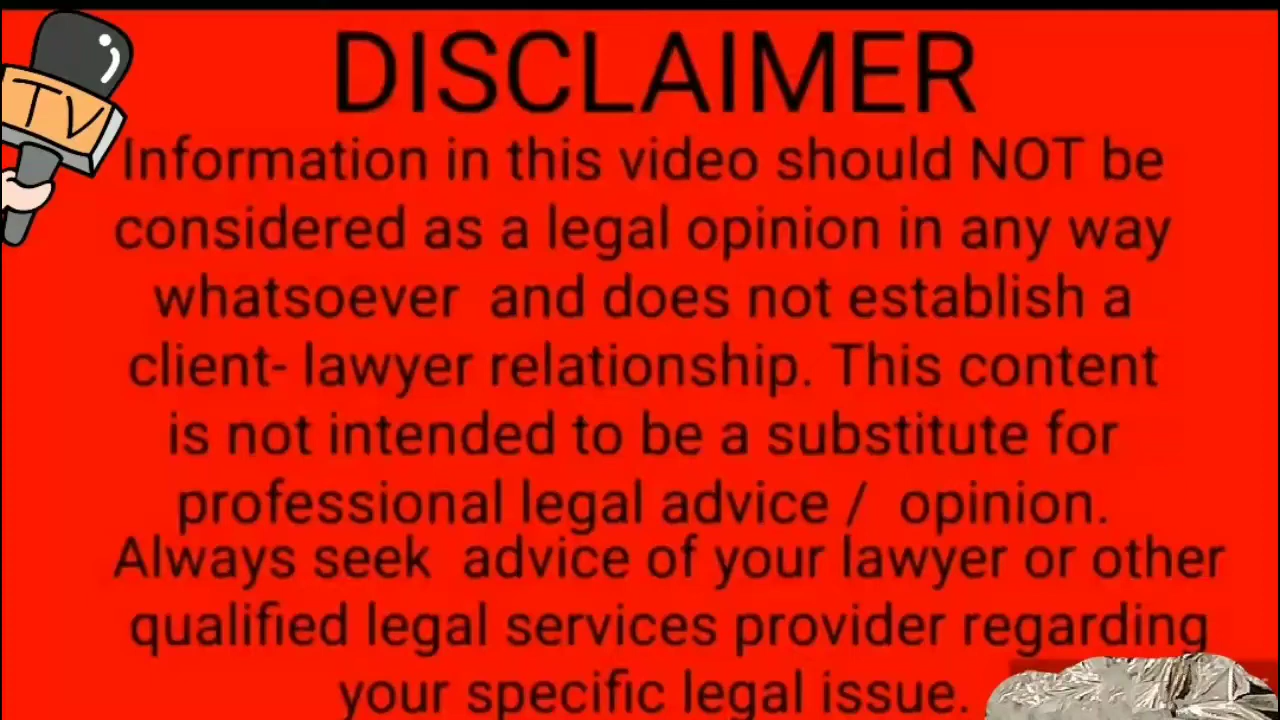 DISCLAIMER
TV
Information in this video should NOT be
considered as a legal opinion in any way
whatsoever  and does not establish a
client- lawyer relationship. This content
is not intended to be a substitute for
professional legal advice /  opinion.
Always seek  advice of your lawyer or other
qualified legal services provider regarding
your specific legal issue.